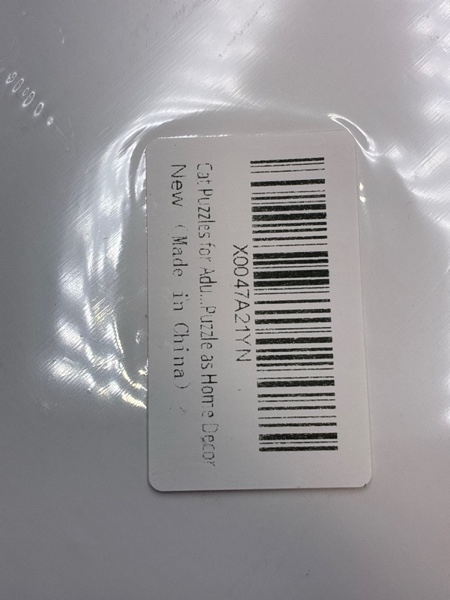 X0047A21YN
Cat Puzzles for Adu...Puzzle as Home Decor
New (Made in China)